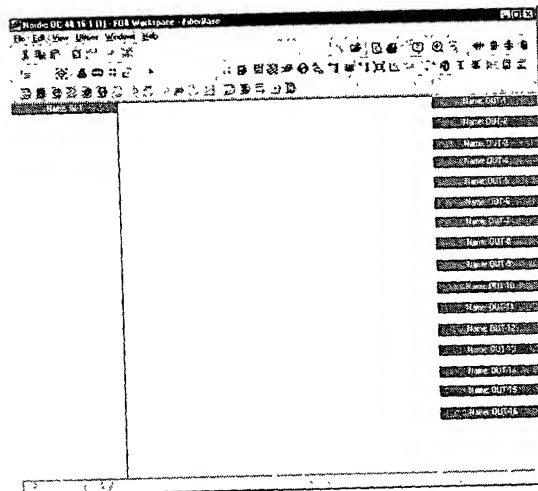 Nordic OC 48 16-1 [1] - FOR Workspace - FiberBase
File Edit View Utilities Windows Help
Name: OUT-1
Name: OUT-2
Name: OUT-3
Name: OUT-4
Name: OUT-5
Name: OUT-6
Name: OUT-7
Name: OUT-8
Name: OUT-9
Name: OUT-10
Name: OUT-11
Name: OUT-12
Name: OUT-13
Name: OUT-14
Name: OUT-15
Name: OUT-16